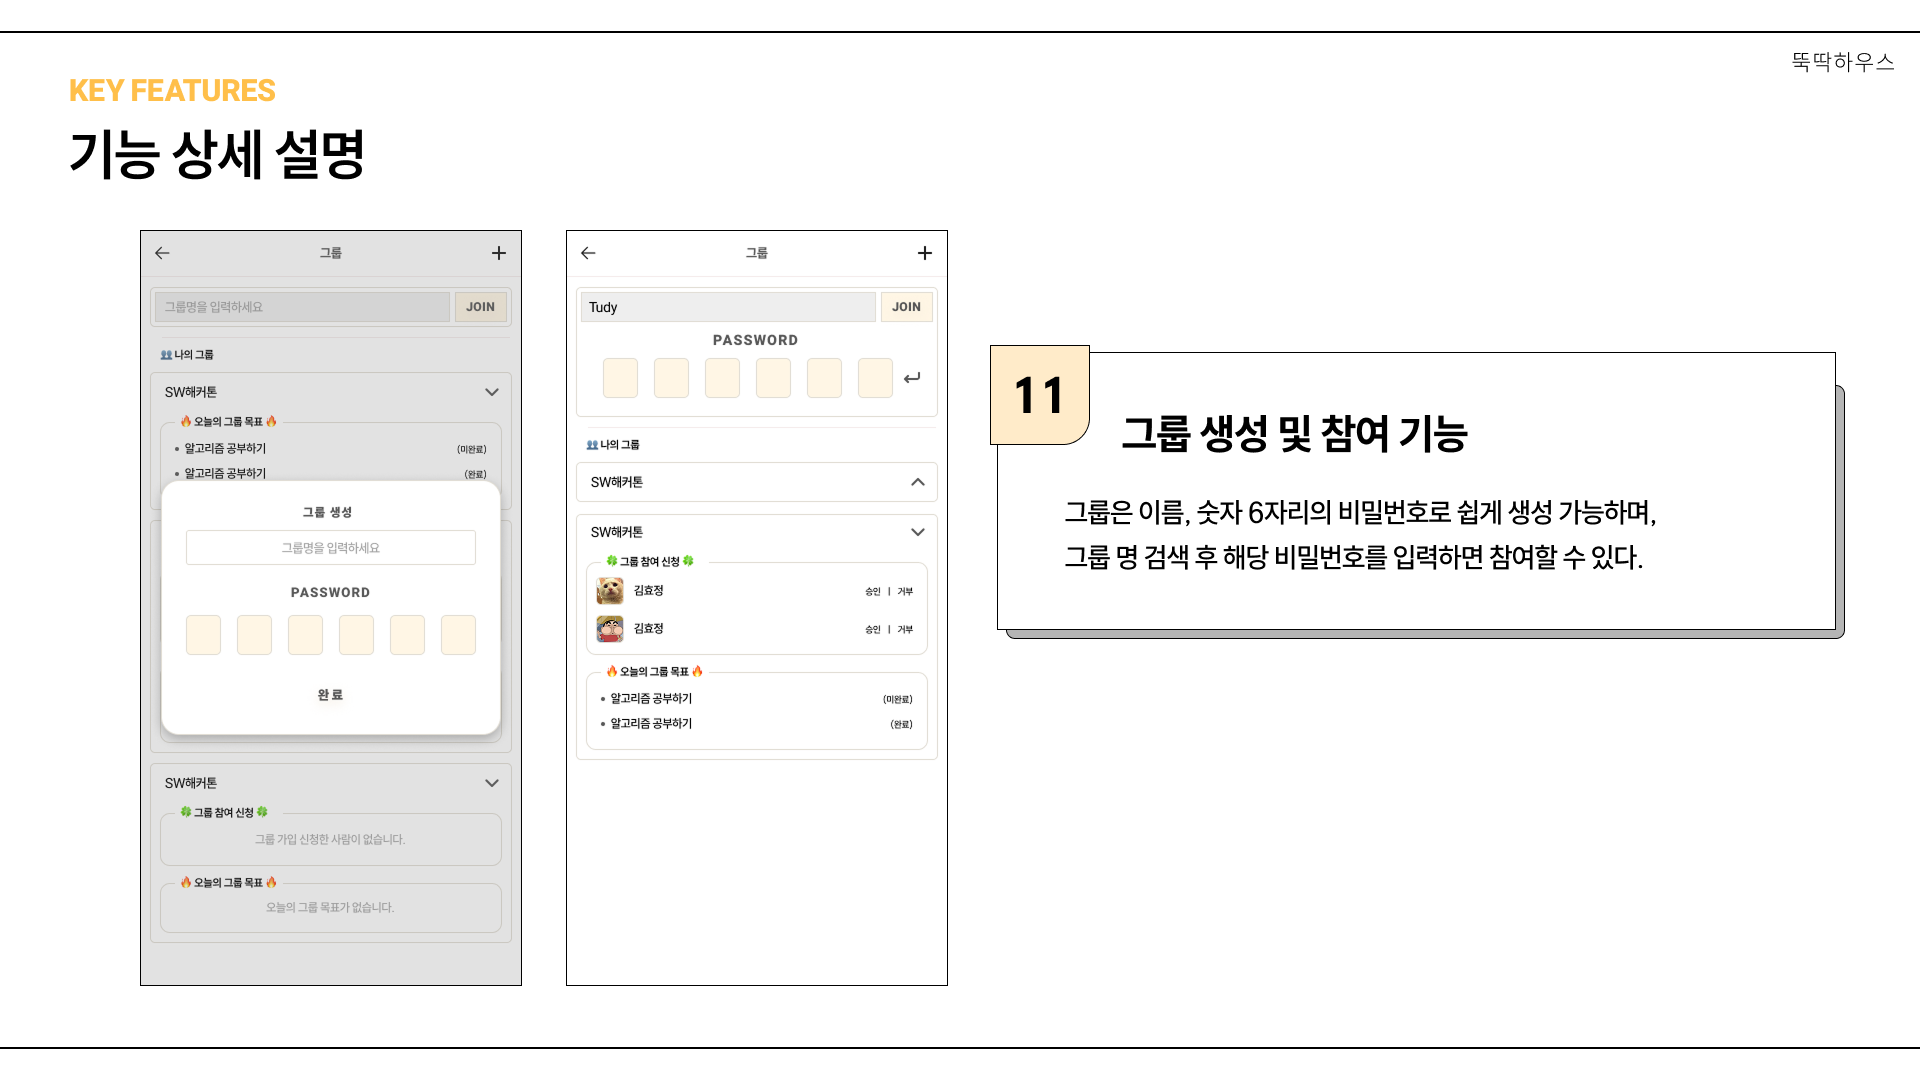 뚝딱하우스
KEY FEATURES
기능 상세 설명
그룹
그룹명을 입력하세요
JOIN
나의 그룹
SW해커톤
오늘의 그룹 목표
알고리즘 공부하기 (미완료)
알고리즘 공부하기 (완료)
그룹 생성
그룹명을 입력하세요
PASSWORD
완료
SW해커톤
그룹 참여 신청
그룹 가입 신청한 사람이 없습니다.
오늘의 그룹 목표
오늘의 그룹 목표가 없습니다.
그룹
Tudy
JOIN
PASSWORD
나의 그룹
SW해커톤
SW해커톤
그룹 참여 신청
김효정 승인 | 거부
김효정 승인 | 거부
오늘의 그룹 목표
알고리즘 공부하기 (미완료)
알고리즘 공부하기 (완료)
11
그룹 생성 및 참여 기능
그룹은 이름, 숫자 6자리의 비밀번호로 쉽게 생성 가능하며,
그룹 명 검색 후 해당 비밀번호를 입력하면 참여할 수 있다.